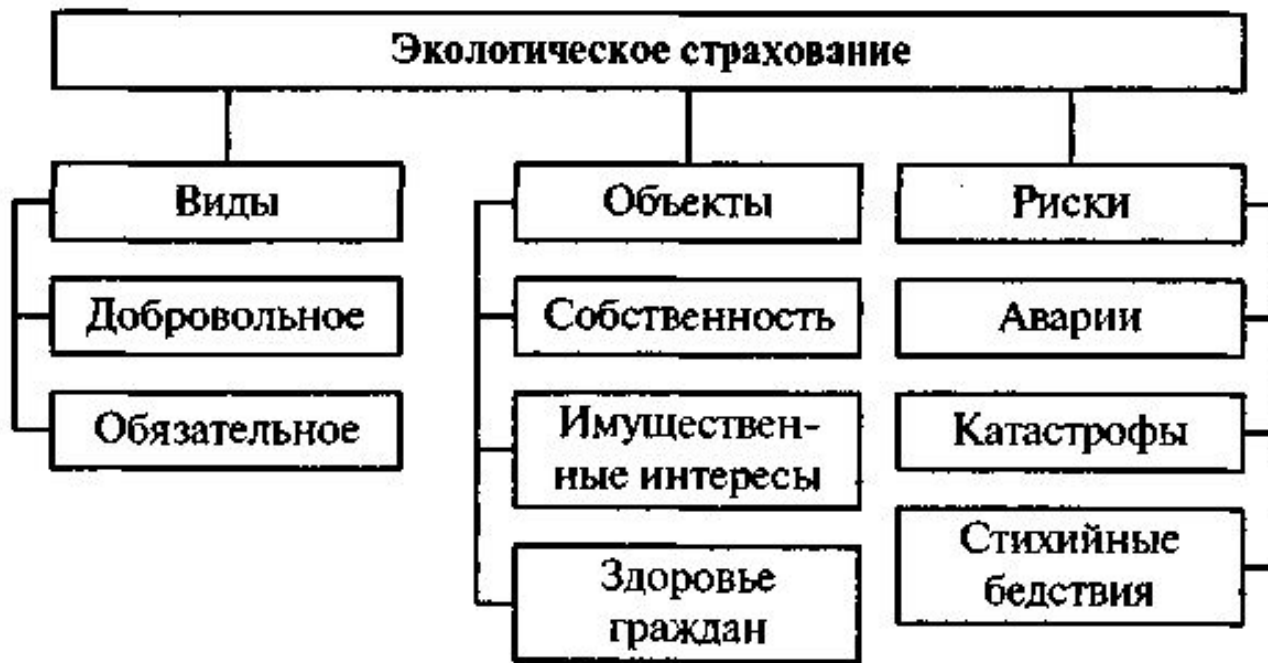 Экологическое страхование
Виды
Добровольное
Обязательное
Объекты
Собственность
Имуществен-
ные интересы
Здоровье
граждан
Риски
Аварии
Катастрофы
Стихийные
бедствия